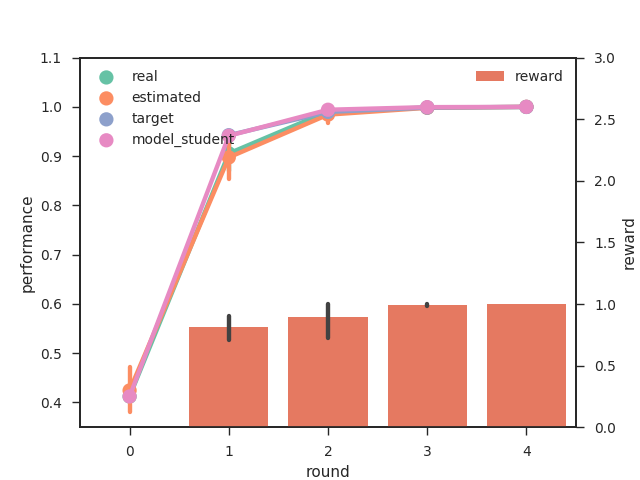 1.1
1.0
0.9
0.8
0.7
0.6
0.5
0.4
performance
real
estimated
target
model_student
reward
3.0
2.5
2.0
1.5
1.0
0.5
0.0
reward
0 1 2 3 4
round